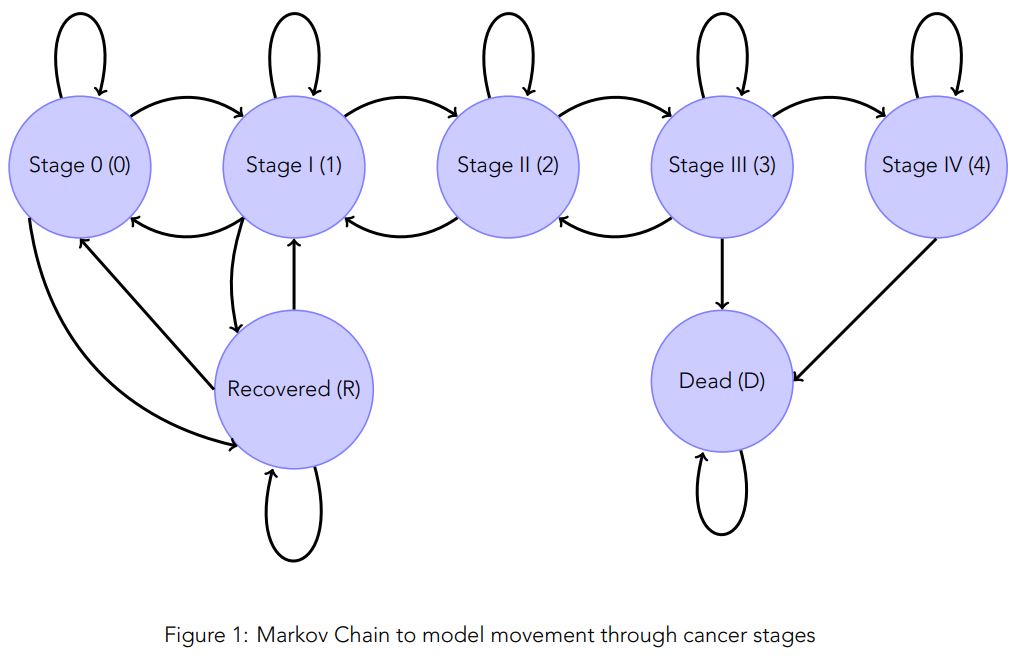 Stage 0 (0)
Stage I (1)
Stage II (2)
Stage III (3)
Stage IV (4)
Recovered (R)
Dead (D)
Figure 1: Markov Chain to model movement through cancer stages